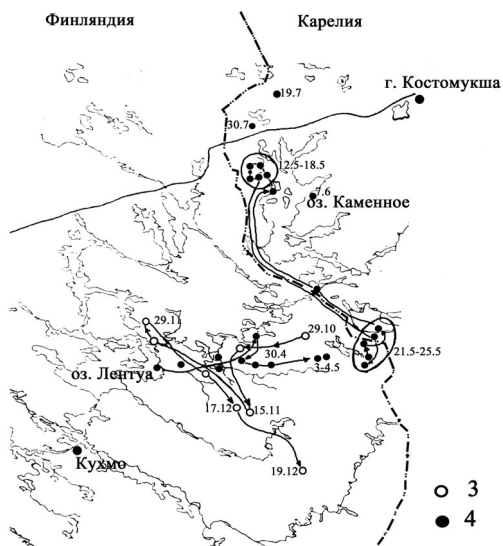 Финляндия
Карелия
19.7
г. Костомукша
30.7
12.5-18.5
7.6
оз. Каменное
29.11
29.10
30.4
21.5-25.5
оз. Лентуа
3-4.5
17.12
15.11
Кухмо
19.12
3
4